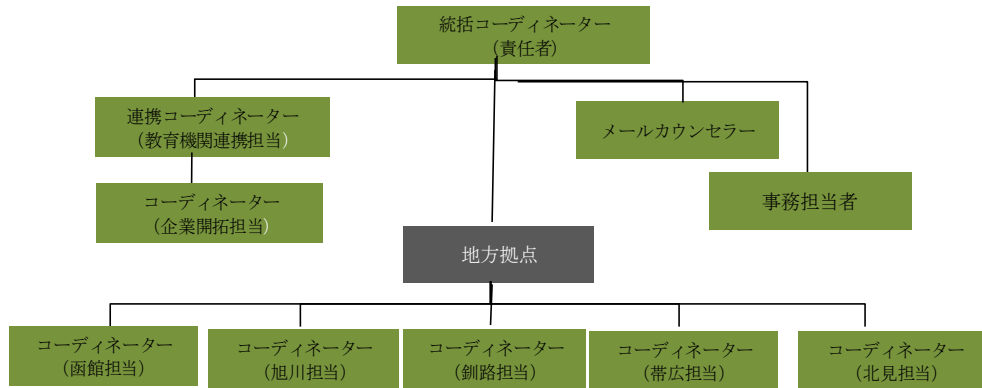 統括コーディネーター
（責任者）
連携コーディネーター
（教育機関連携担当）
メールカウンセラー
コーディネーター
（企業開拓担当）
事務担当者
地方拠点
コーディネーター
（函館担当）
コーディネーター
（旭川担当）
コーディネーター
（釧路担当）
コーディネーター
（帯広担当）
コーディネーター
（北見担当）